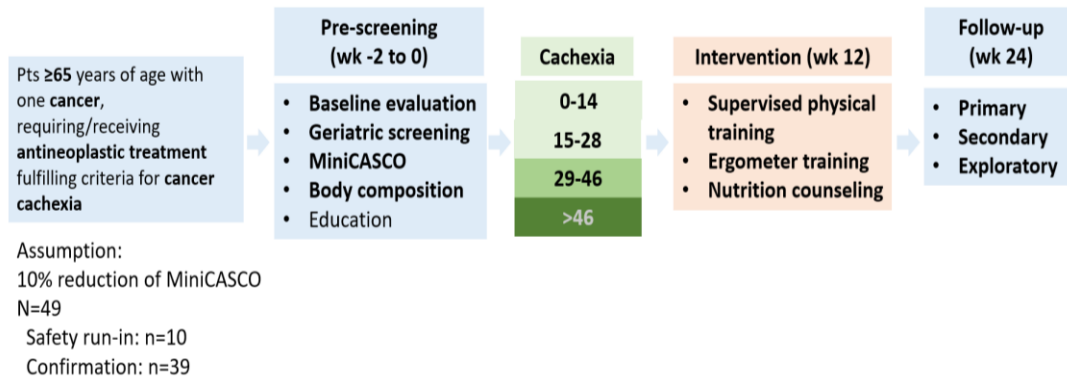 Pts ≥65 years of age with
one cancer,
requiring/receiving
antineoplastic treatment
fulfilling criteria for cancer
cachexia
Assumption:
10% reduction of MiniCASCO
N=49
Safety run-in: n=10
Confirmation: n=39
Pre-screening
(wk -2 to 0)
• Baseline evaluation
• Geriatric screening
• MiniCASCO
• Body composition
• Education
Cachexia
0-14
15-28
29-46
>46
Intervention (wk 12)
• Supervised physical
training
• Ergometer training
• Nutrition counseling
Follow-up
(wk 24)
• Primary
• Secondary
• Exploratory